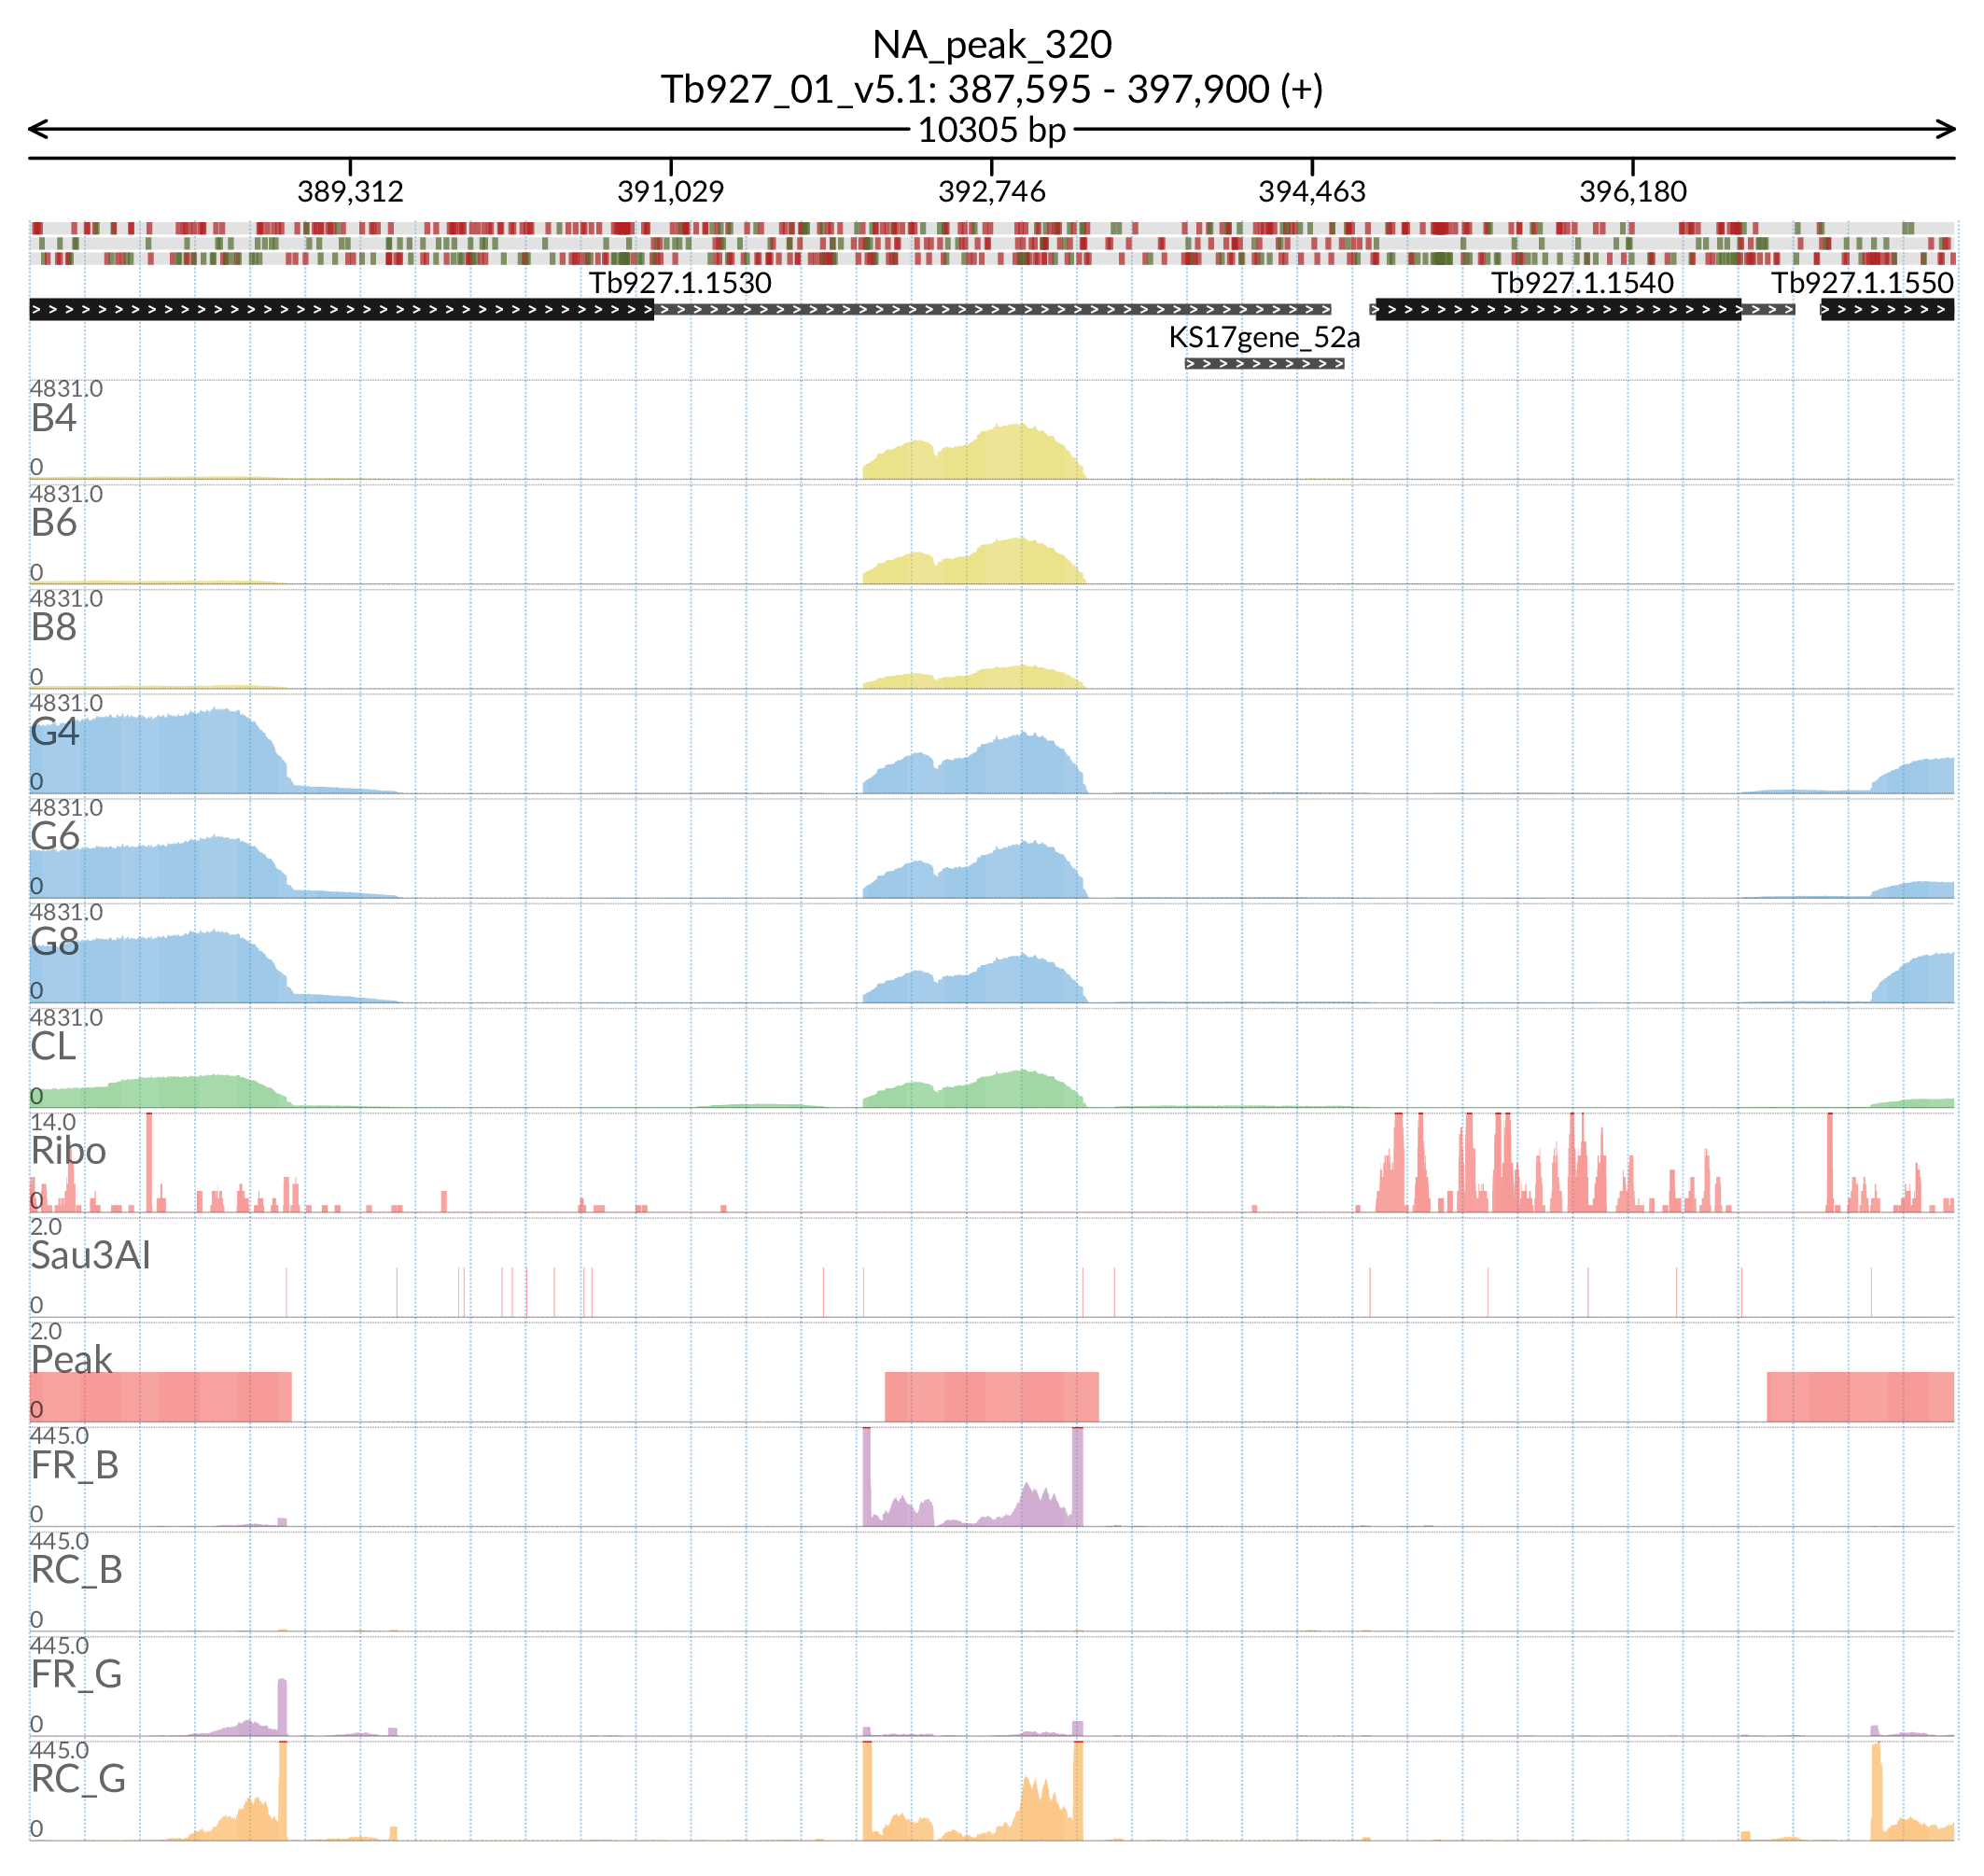 NA_peak_320
Tb927_01_v5.1: 387,595 - 397,900 (+)
10305 bp
389,312 391,029 392,746 394,463 396,180
Tb927.1.1530 Tb927.1.1540 Tb927.1.1550
KS17gene_52a
4831.0
B4
0
4831.0
B6
0
4831.0
B8
0
4831.0
G4
0
4831.0
G6
0
4831.0
G8
0
4831.0
CL
0
14.0
Ribo
0
2.0
Sau3AI
0
2.0
Peak
0
445.0
FR_B
0
445.0
RC_B
0
445.0
FR_G
0
445.0
RC_G
0